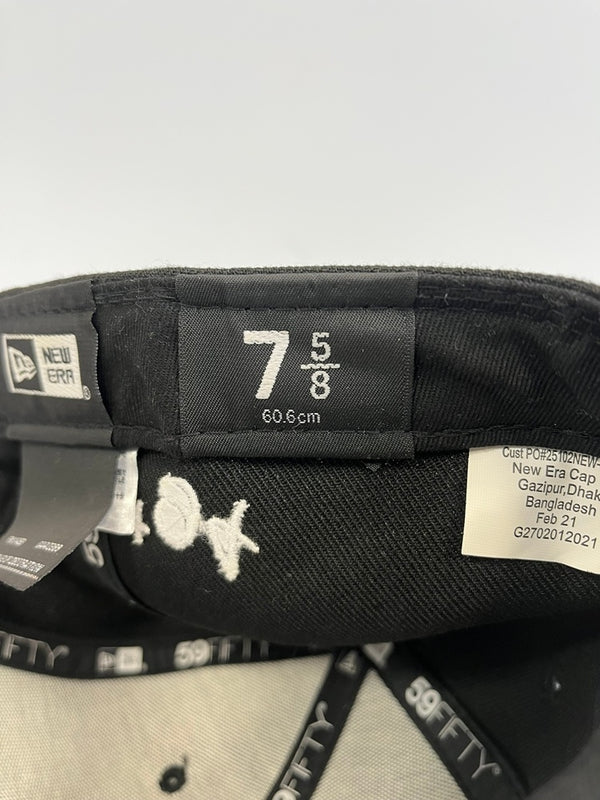 NEW
ERA
7 5/8
60.6cm
Cust PO#25102NEW-
New Era Cap
Gazipur,Dhak
Bangladesh
Feb 21
G2702012021
59FIFTY
59FIFTY
59FIFTY